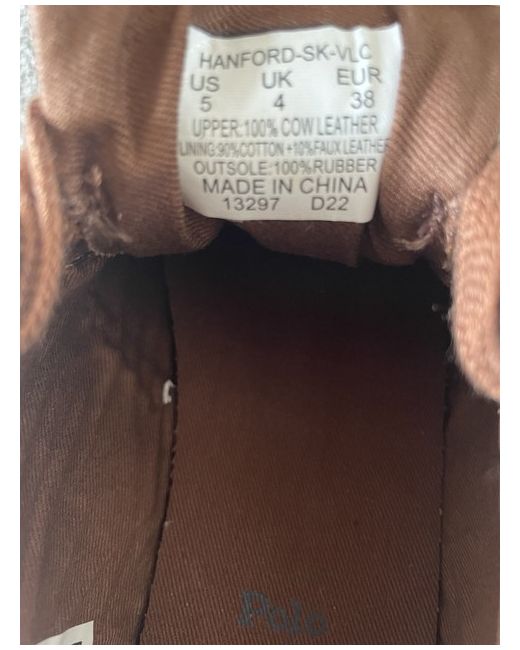 HANFORD-SK-VLC
US UK EUR
5 4 38
UPPER:100% COW LEATHER
LINING:90%COTTON+10%FAUX LEATHER
OUTSOLE:100%RUBBER
MADE IN CHINA
13297 D22
Polo